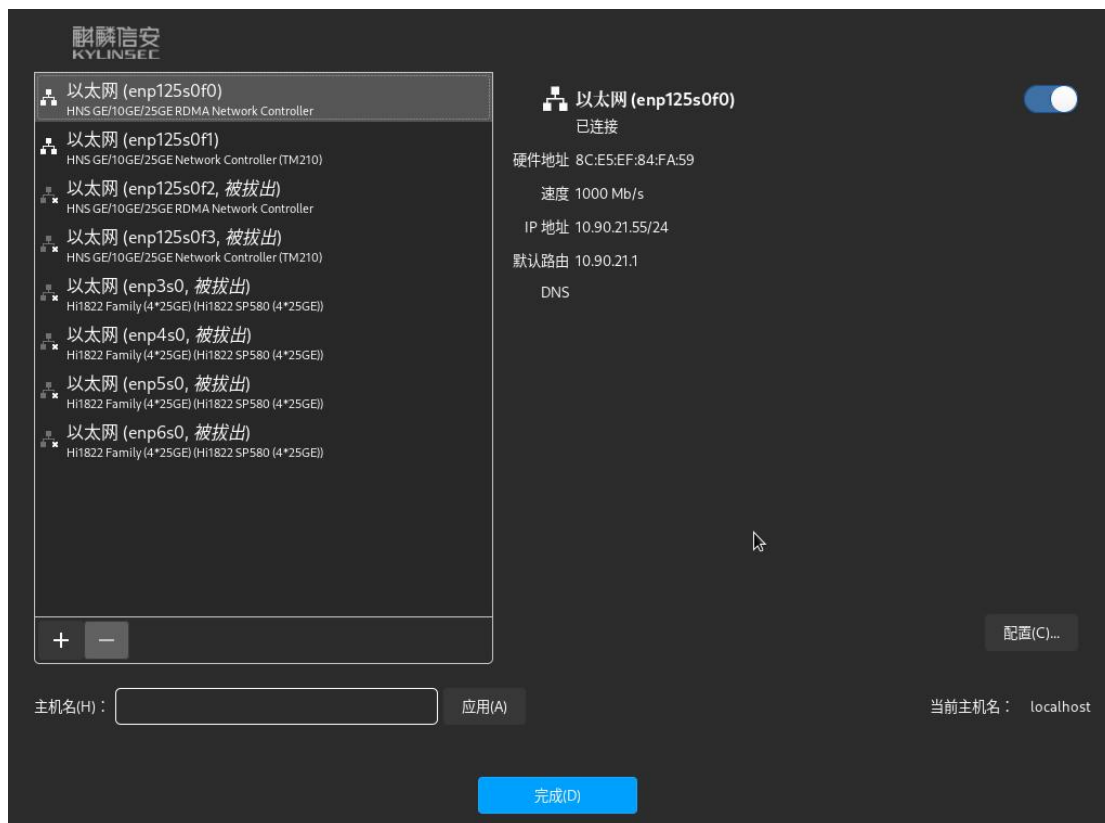 麒麟信安
KYLINSEC
以太网 (enp125s0f0)
HNS GE/10GE/25GE RDMA Network Controller
以太网 (enp125s0f1)
HNS GE/10GE/25GE Network Controller (TM210)
以太网 (enp125s0f2, 被拔出)
HNS GE/10GE/25GE RDMA Network Controller
以太网 (enp125s0f3, 被拔出)
HNS GE/10GE/25GE Network Controller (TM210)
以太网 (enp3s0, 被拔出)
Hi1822 Family (4*25GE) (Hi1822 SP580 (4*25GE))
以太网 (enp4s0, 被拔出)
Hi1822 Family (4*25GE) (Hi1822 SP580 (4*25GE))
以太网 (enp5s0, 被拔出)
Hi1822 Family (4*25GE) (Hi1822 SP580 (4*25GE))
以太网 (enp6s0, 被拔出)
Hi1822 Family (4*25GE) (Hi1822 SP580 (4*25GE))
以太网 (enp125s0f0)
已连接
硬件地址 8C:E5:EF:84:FA:59
速度 1000 Mb/s
IP 地址 10.90.21.55/24
默认路由 10.90.21.1
DNS
配置(C)...
主机名(H)：
应用(A)
当前主机名： localhost
完成(D)